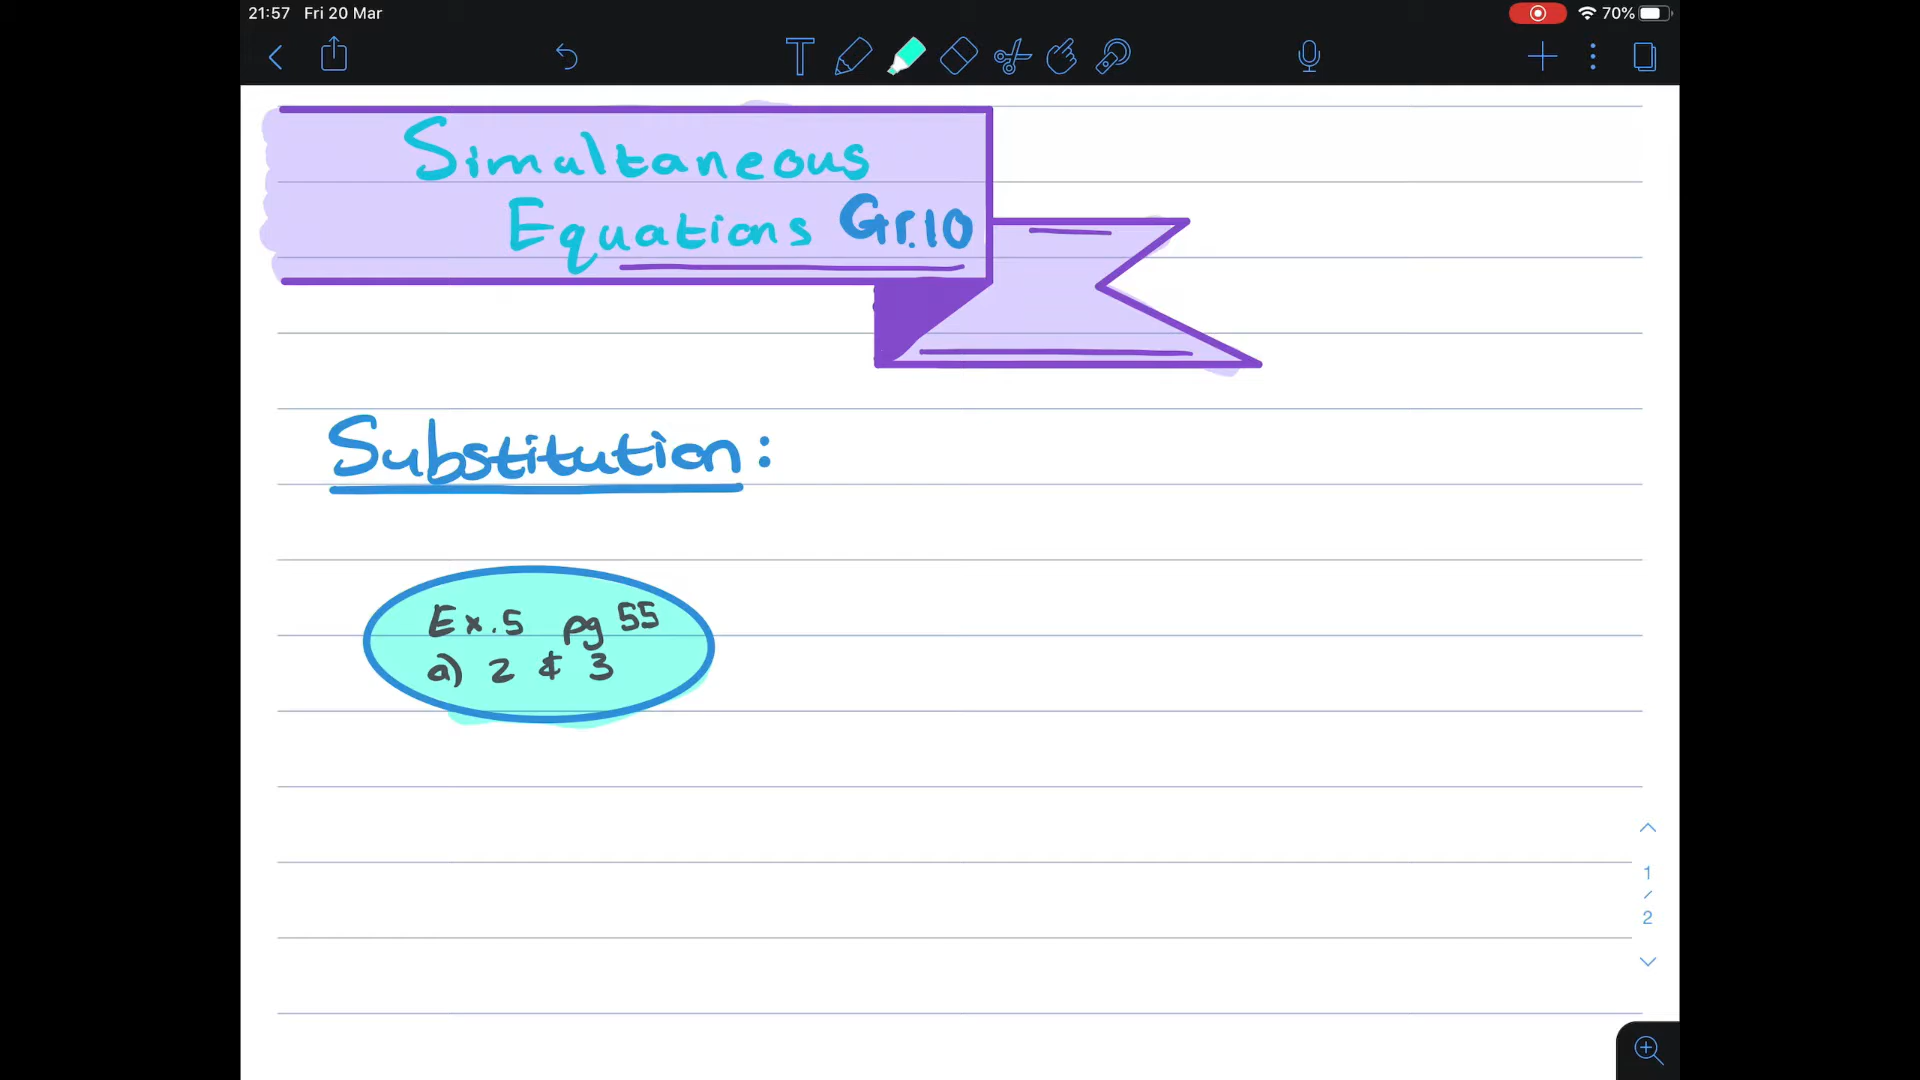 21:57 Fri 20 Mar
70%
Simultaneous
Equations Gr.10
Substitution:
Ex.5 pg 55
a) 2 & 3
1
/
2